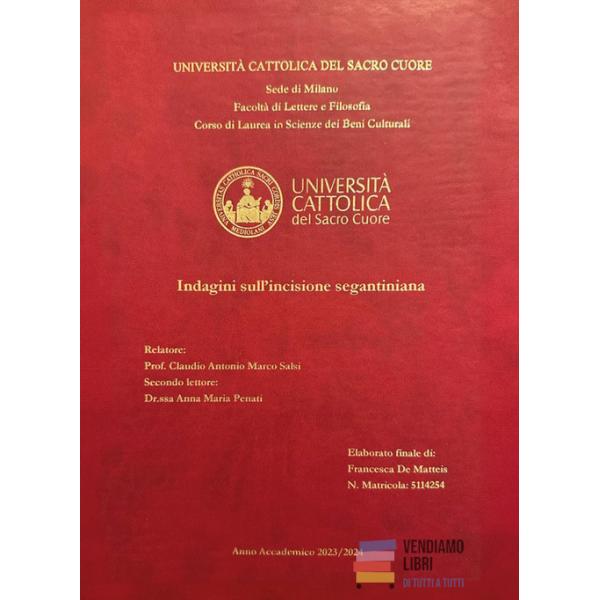 UNIVERSITÀ CATTOLICA DEL SACRO CUORE
Sede di Milano
Facoltà di Lettere e Filosofia
Corso di Laurea in Scienze dei Beni Culturali
UNIVERSITÀ
CATTOLICA
del Sacro Cuore
Indagini sull'incisione segantiniana
Relatore:
Prof. Claudio Antonio Marco Salsi
Secondo lettore:
Dr.ssa Anna Maria Penati
Elaborato finale di:
Francesca De Matteis
N. Matricola: 5114254
Anno Accademico 2023/2024
VENDIAMO
LIBRI
DI TUTTI A TUTTI